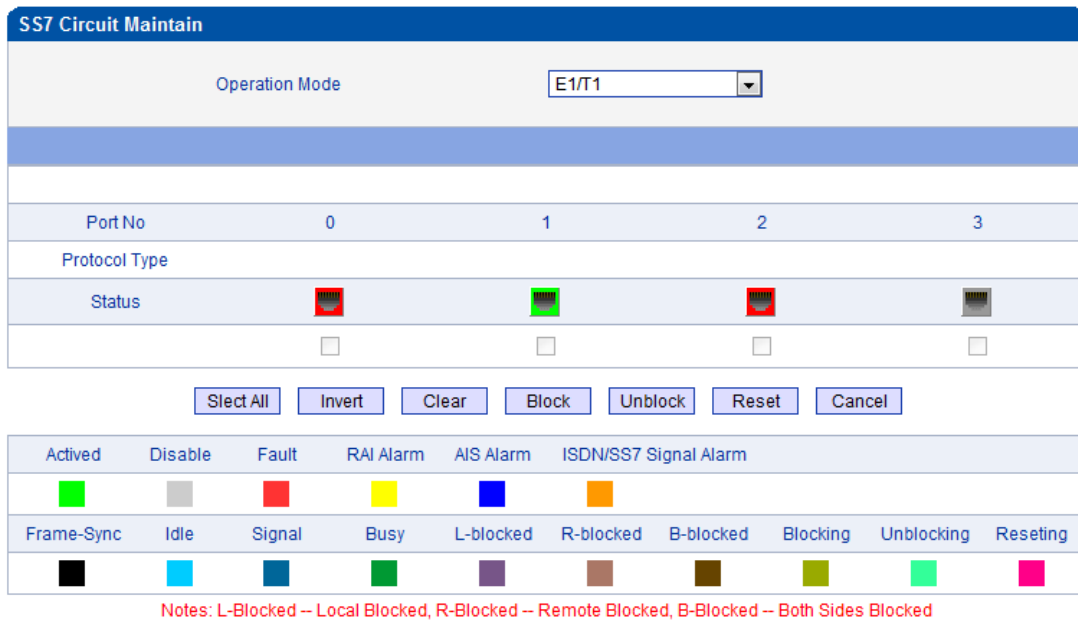 SS7 Circuit Maintain
Operation Mode E1/T1
Port No 0 1 2 3
Protocol Type
Status
Slect All Invert Clear Block Unblock Reset Cancel
Actived Disable Fault RAI Alarm AIS Alarm ISDN/SS7 Signal Alarm
Frame-Sync Idle Signal Busy L-blocked R-blocked B-blocked Blocking Unblocking Reseting
Notes: L-Blocked -- Local Blocked, R-Blocked -- Remote Blocked, B-Blocked -- Both Sides Blocked